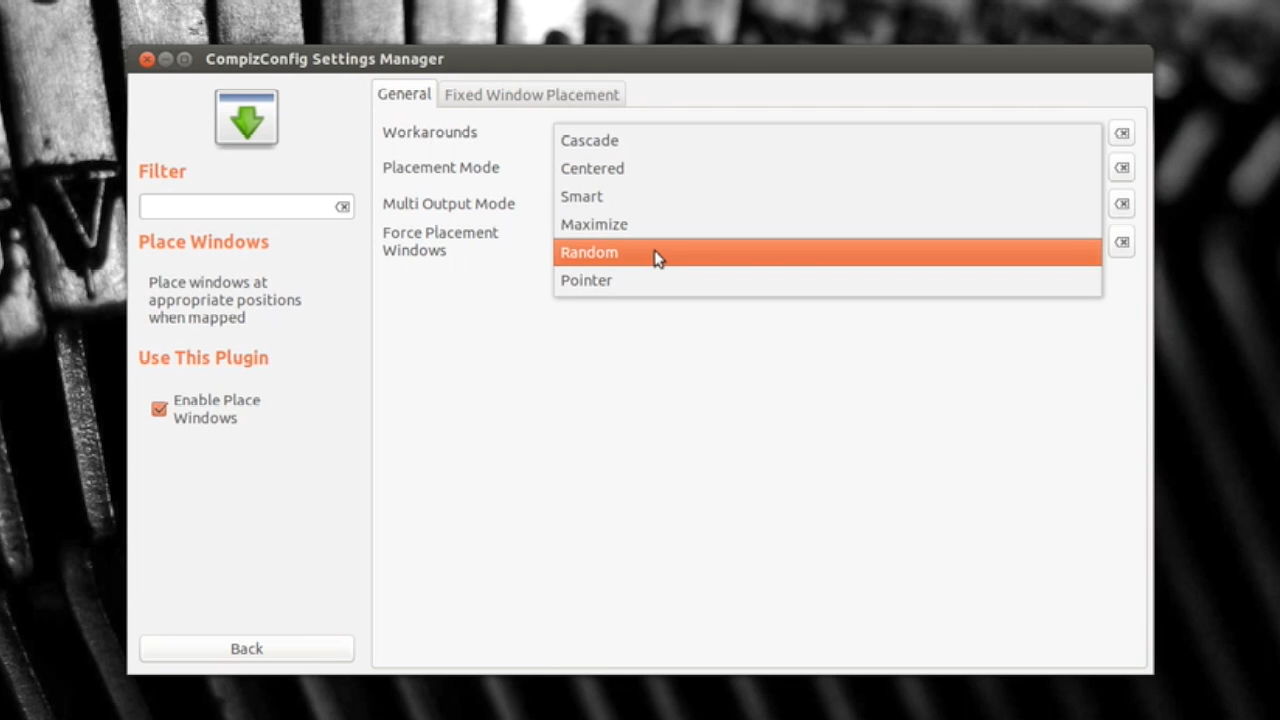 CompizConfig Settings Manager
Filter
Place Windows
Place windows at
appropriate positions
when mapped
Use This Plugin
Enable Place
Windows
Back
General
Fixed Window Placement
Workarounds
Placement Mode
Multi Output Mode
Force Placement
Windows
Cascade
Centered
Smart
Maximize
Random
Pointer